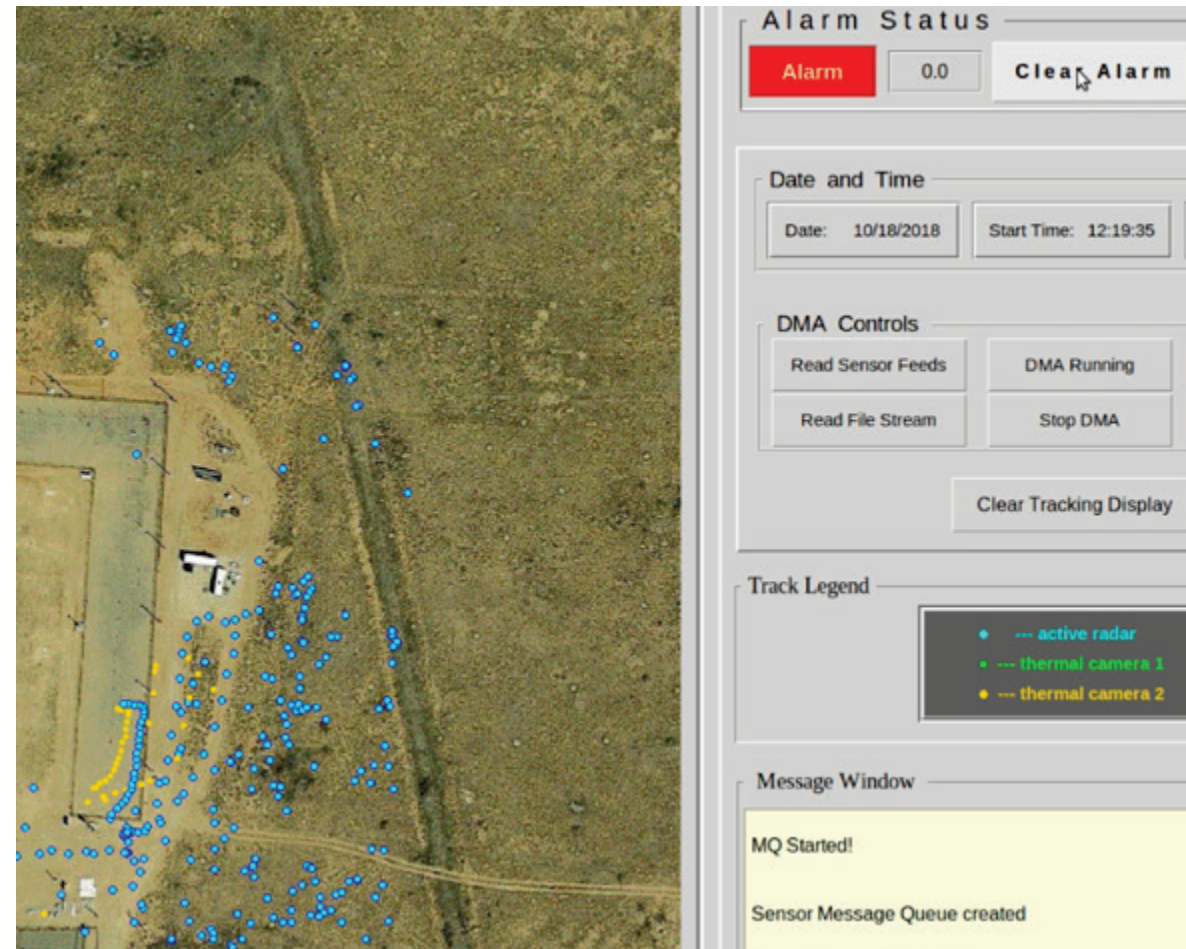 Alarm Status
Alarm 0.0 Clear Alarm
Date and Time
Date: 10/18/2018 Start Time: 12:19:35
DMA Controls
Read Sensor Feeds DMA Running
Read File Stream Stop DMA
Clear Tracking Display
Track Legend
--- active radar
--- thermal camera 1
--- thermal camera 2
Message Window
MQ Started!
Sensor Message Queue created